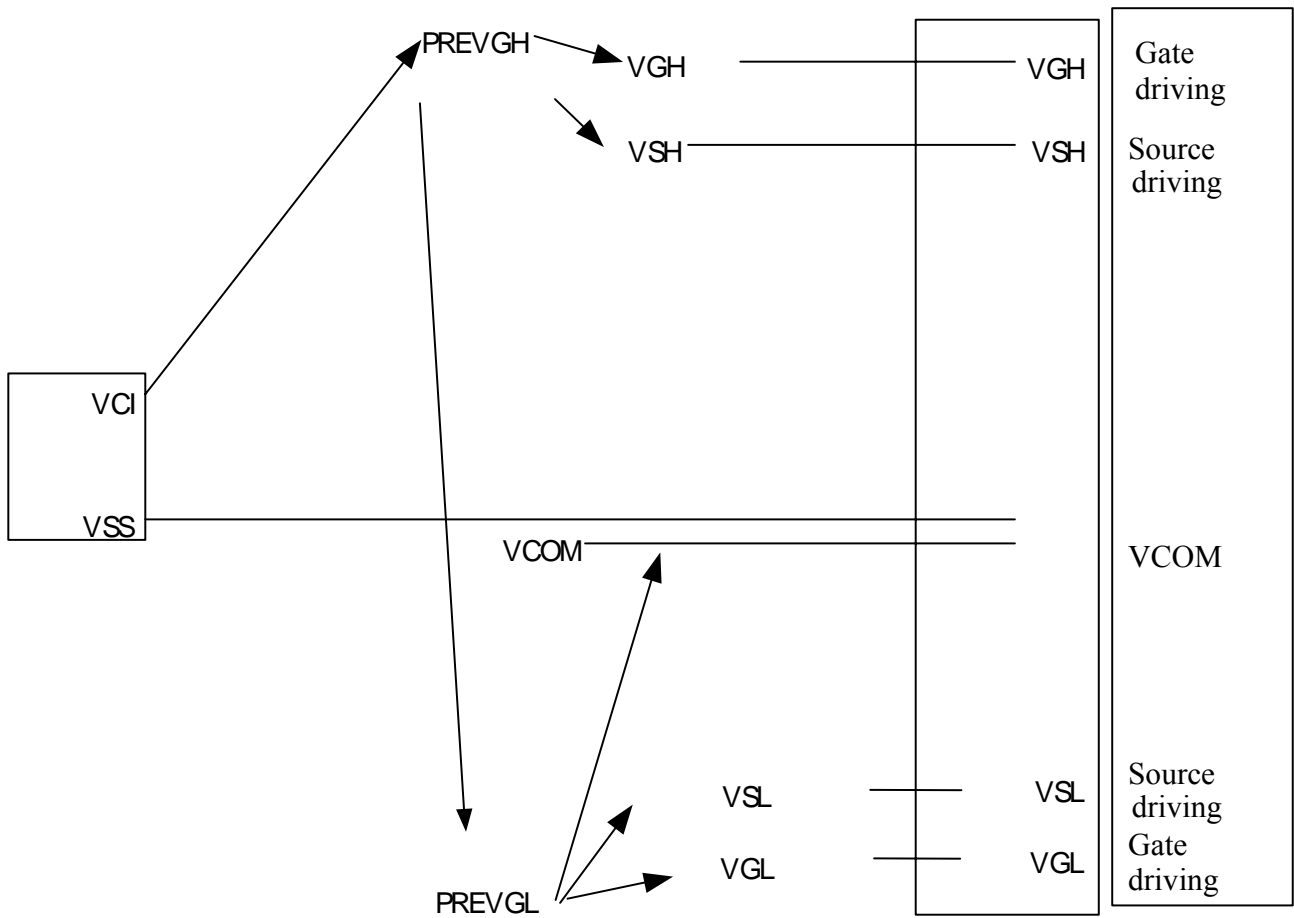 PREVGH
VGH
VGH
Gate
driving
VSH
VSH
Source
driving
VCI
VSS
VCOM
VCOM
VSL
VSL
Source
driving
VGL
VGL
Gate
driving
PREVGL